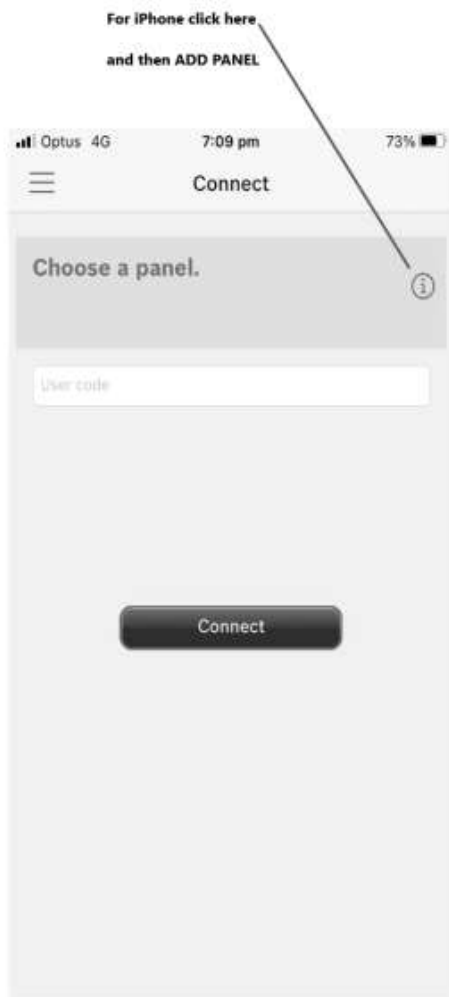 For iPhone click here
and then ADD PANEL
Optus 4G 7:09 pm 73%
Connect
Choose a panel.
User code
Connect